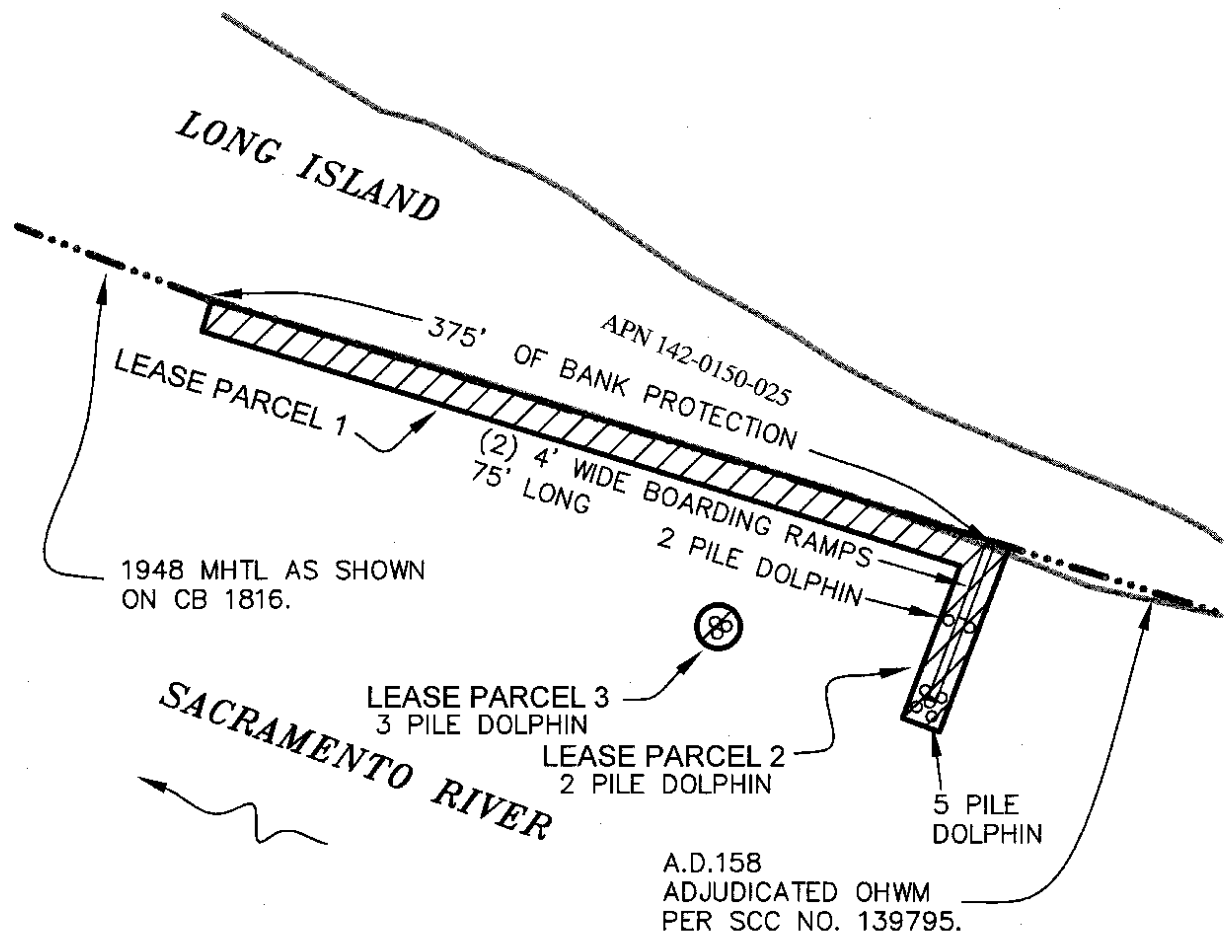 LONG ISLAND
APN 142-0150-025
375' OF BANK PROTECTION
LEASE PARCEL 1
(2) 4' WIDE BOARDING RAMPS
75' LONG
2 PILE DOLPHIN
1948 MHTL AS SHOWN
ON CB 1816.
LEASE PARCEL 3
3 PILE DOLPHIN
LEASE PARCEL 2
2 PILE DOLPHIN
SACRAMENTO RIVER
5 PILE
DOLPHIN
A.D.158
ADJUDICATED OHWM
PER SCC NO. 139795.